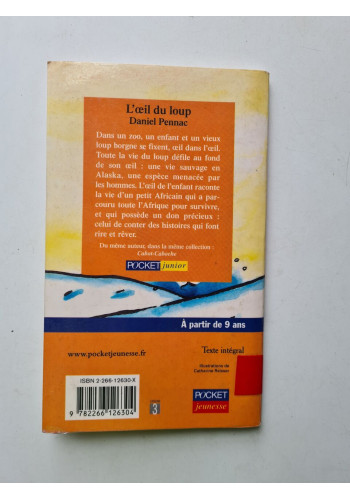 L'œil du loup
Daniel Pennac
Dans un zoo, un enfant et un vieux
loup borgne se fixent, œil dans l'œil.
Toute la vie du loup défile au fond
de son œil : une vie sauvage en
Alaska, une espèce menacée par
les hommes. L'œil de l'enfant raconte
la vie d'un petit Africain qui a par-
couru toute l'Afrique pour survivre,
et qui possède un don précieux :
celui de conter des histoires qui font
rire et rêver.
Du même auteur, dans la même collection :
Cabot-Caboche
POCKET junior
À partir de 9 ans
www.pocketjeunesse.fr
Texte intégral
Illustrations de
Catherine Reisser
ISBN 2-266-12630-X
9 782266 126304
3
POCKET
jeunesse